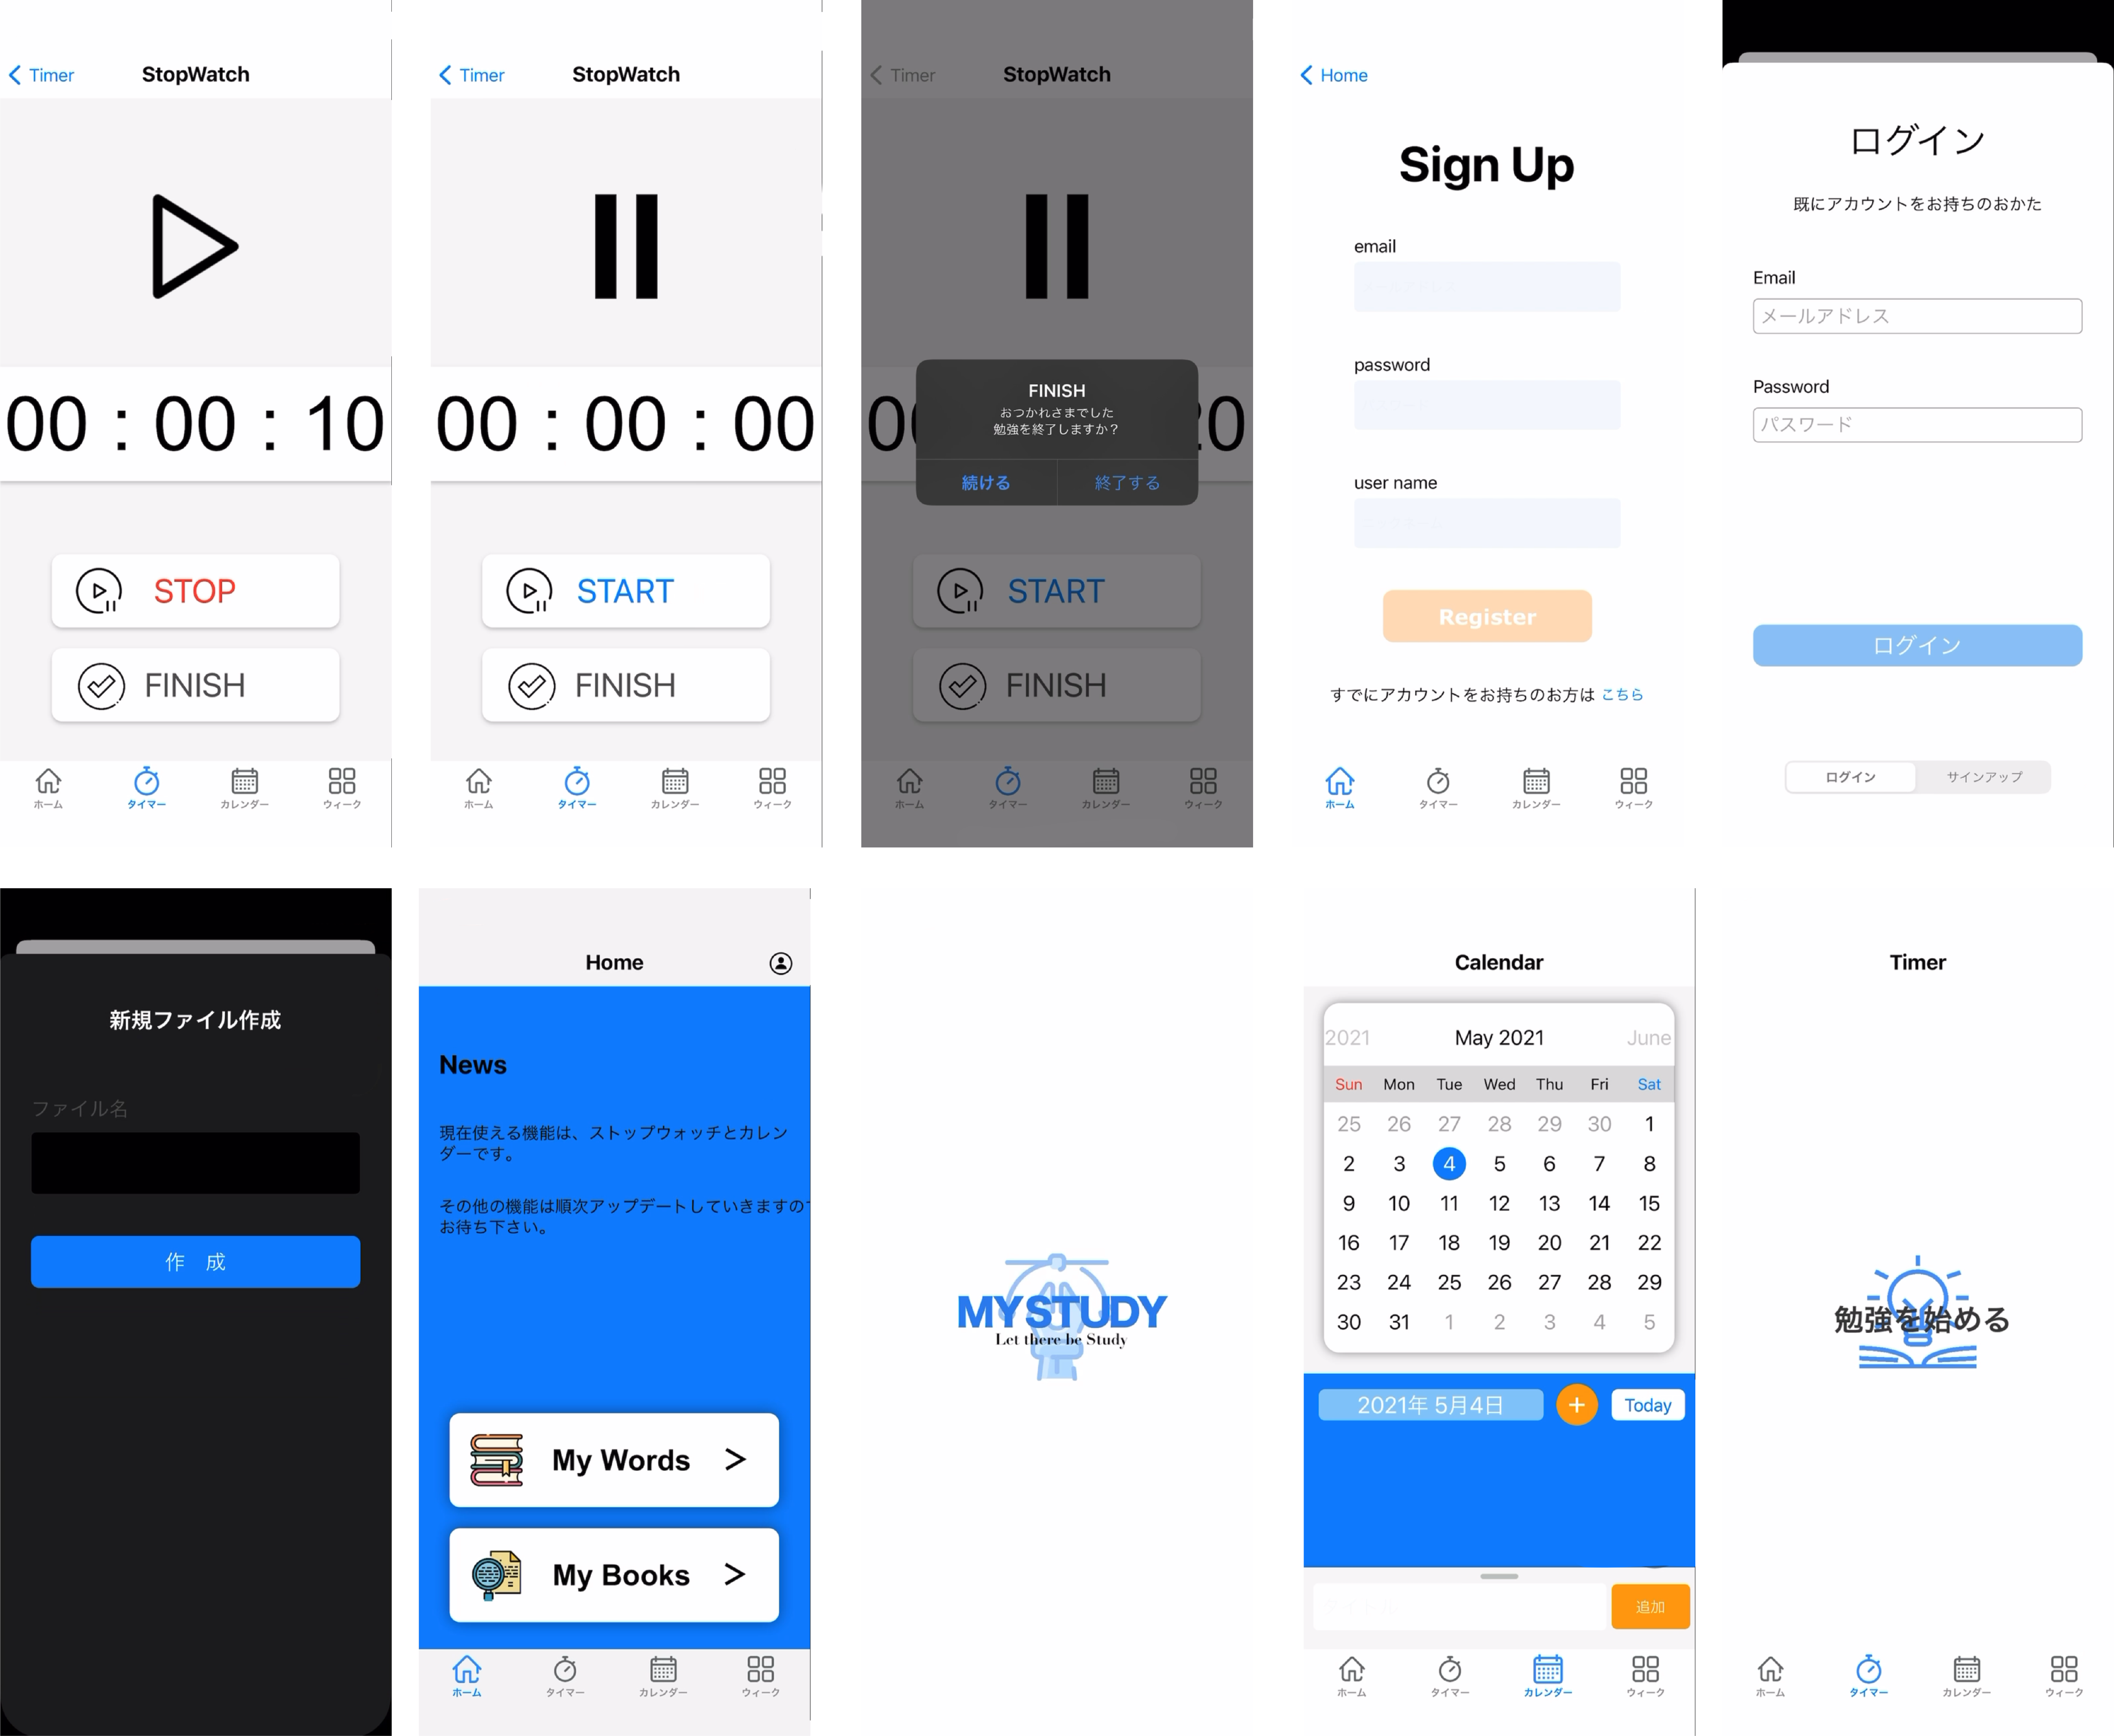 Timer
StopWatch
00 : 00 : 10
STOP
FINISH
ホーム
タイマー
カレンダー
ウィーク
Timer
StopWatch
00 : 00 : 00
START
FINISH
ホーム
タイマー
カレンダー
ウィーク
Timer
StopWatch
FINISH
おつかれさまでした
勉強を終了しますか？
続ける
終了する
START
FINISH
ホーム
タイマー
カレンダー
ウィーク
Home
Sign Up
email
password
user name
Register
すでにアカウントをお持ちのお方は こちら
ホーム
タイマー
カレンダー
ウィーク
ログイン
既にアカウントをお持ちのおかた
Email
メールアドレス
Password
パスワード
ログイン
ログイン
サインアップ
新規ファイル作成
ファイル名
作 成
Home
News
現在使える機能は、ストップウォッチとカレン
ダーです。
その他の機能は順次アップデートしていきますので
お待ち下さい。
My Words >
My Books >
ホーム
タイマー
カレンダー
ウィーク
MYSTUDY
Let there be Study
Calendar
2021 May 2021 June
Sun Mon Tue Wed Thu Fri Sat
25 26 27 28 29 30 1
2 3 4 5 6 7 8
9 10 11 12 13 14 15
16 17 18 19 20 21 22
23 24 25 26 27 28 29
30 31 1 2 3 4 5
2021年 5月4日
+
Today
追加
ホーム
タイマー
カレンダー
ウィーク
Timer
勉強を始める
ホーム
タイマー
カレンダー
ウィーク